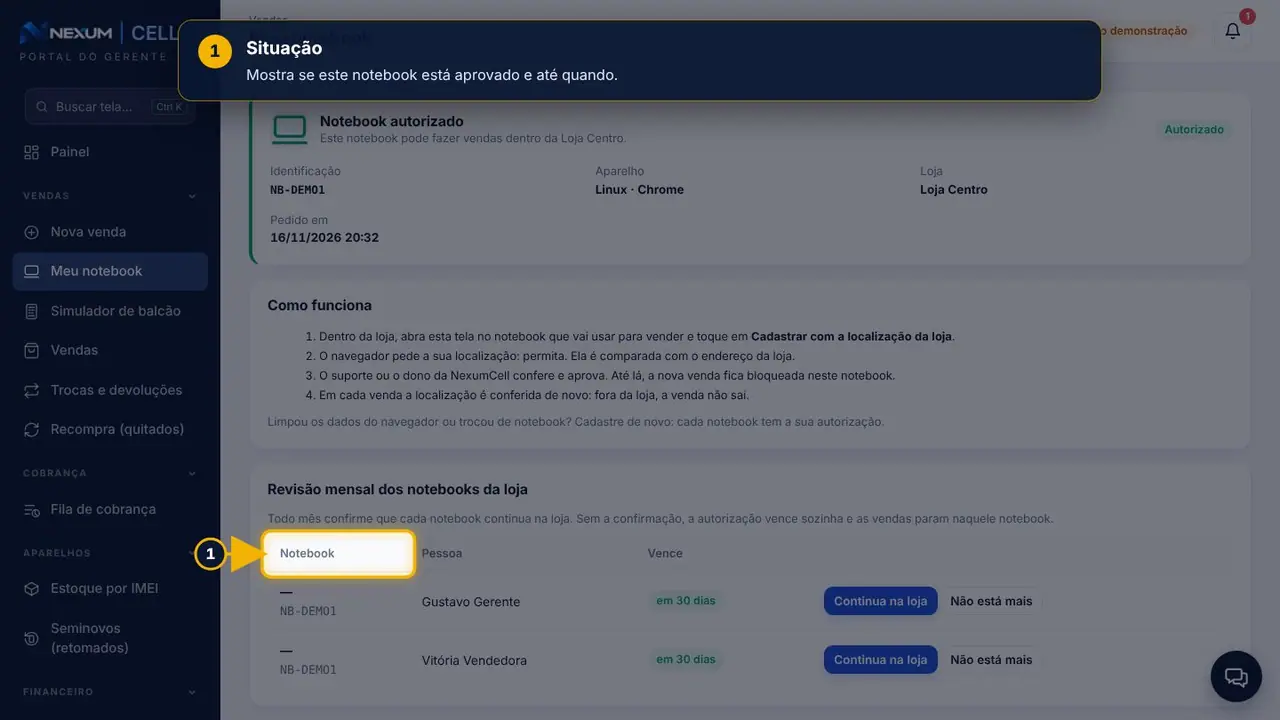 NEXUM | CELL
PORTAL DO GERENTE
Buscar tela... Ctrl K
Painel
VENDAS
Nova venda
Meu notebook
Simulador de balcão
Vendas
Trocas e devoluções
Recompra (quitados)
COBRANÇA
Fila de cobrança
APARELHOS
Estoque por IMEI
Seminovos
(retomados)
FINANCEIRO
Vendas
demonstração
1
1
Situação
Mostra se este notebook está aprovado e até quando.
Notebook autorizado
Este notebook pode fazer vendas dentro da Loja Centro.
Autorizado
Identificação
NB-DEMO1
Aparelho
Linux · Chrome
Loja
Loja Centro
Pedido em
16/11/2026 20:32
Como funciona
1. Dentro da loja, abra esta tela no notebook que vai usar para vender e toque em Cadastrar com a localização da loja.
2. O navegador pede a sua localização: permita. Ela é comparada com o endereço da loja.
3. O suporte ou o dono da NexumCell confere e aprova. Até lá, a nova venda fica bloqueada neste notebook.
4. Em cada venda a localização é conferida de novo: fora da loja, a venda não sai.
Limpou os dados do navegador ou trocou de notebook? Cadastre de novo: cada notebook tem a sua autorização.
Revisão mensal dos notebooks da loja
Todo mês confirme que cada notebook continua na loja. Sem a confirmação, a autorização vence sozinha e as vendas param naquele notebook.
1
Notebook Pessoa Vence
—
NB-DEMO1
Gustavo Gerente em 30 dias Continua na loja Não está mais
—
NB-DEMO1
Vitória Vendedora em 30 dias Continua na loja Não está mais